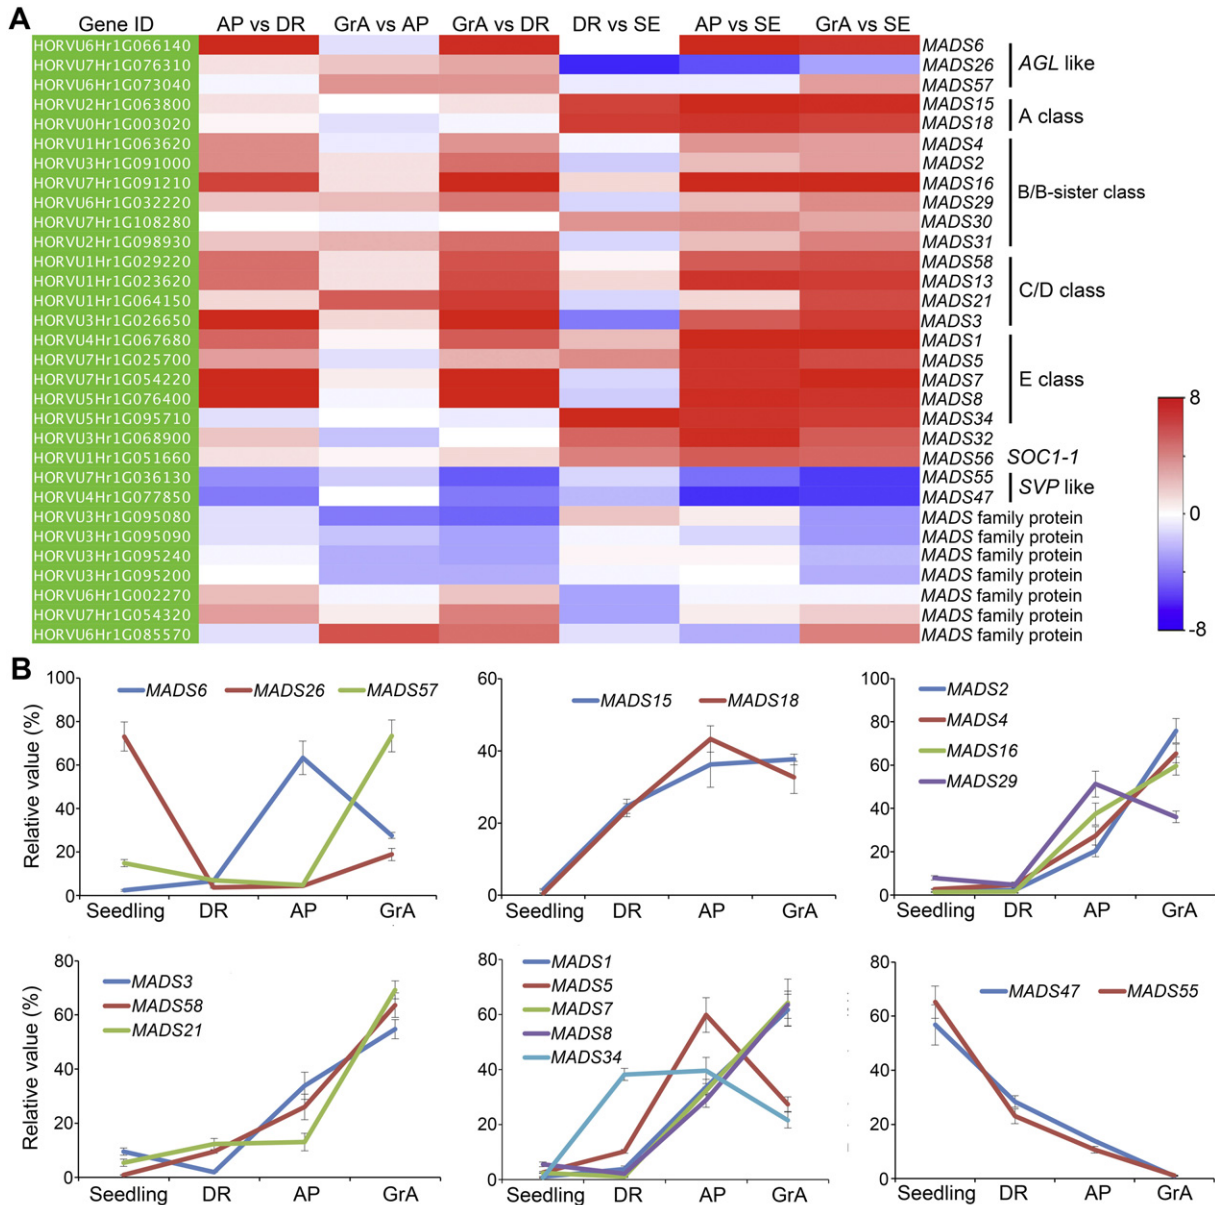 A
Gene ID AP vs DR GrA vs AP GrA vs DR DR vs SE AP vs SE GrA vs SE
HORVU6Hr1G066140 MADS6
HORVU7Hr1G076310 MADS26
HORVU6Hr1G073040 MADS57
AGL like
HORVU2Hr1G063800 MADS15
HORVU0Hr1G003020 MADS18
A class
HORVU1Hr1G063620 MADS4
HORVU3Hr1G091000 MADS2
HORVU7Hr1G091210 MADS16
HORVU6Hr1G032220 MADS29
HORVU7Hr1G108280 MADS30
HORVU2Hr1G098930 MADS31
B/B-sister class
HORVU1Hr1G029220 MADS58
HORVU1Hr1G023620 MADS13
HORVU1Hr1G064150 MADS21
HORVU3Hr1G026650 MADS3
C/D class
HORVU4Hr1G067680 MADS1
HORVU7Hr1G025700 MADS5
HORVU7Hr1G054220 MADS7
HORVU5Hr1G076400 MADS8
HORVU5Hr1G095710 MADS34
E class
HORVU3Hr1G068900 MADS32
HORVU1Hr1G051660 MADS56 SOC1-1
HORVU7Hr1G036130 MADS55
HORVU4Hr1G077850 MADS47
SVP like
HORVU3Hr1G095080 MADS family protein
HORVU3Hr1G095090 MADS family protein
HORVU3Hr1G095240 MADS family protein
HORVU3Hr1G095200 MADS family protein
HORVU6Hr1G002270 MADS family protein
HORVU7Hr1G054320 MADS family protein
HORVU6Hr1G085570 MADS family protein
8
0
-8
B
Relative value (%)
100
80
60
40
20
0
MADS6 MADS26 MADS57
Seedling DR AP GrA
60
40
20
0
MADS15 MADS18
Seedling DR AP GrA
100
80
60
40
20
0
MADS2
MADS4
MADS16
MADS29
Seedling DR AP GrA
Relative value (%)
80
60
40
20
0
MADS3
MADS58
MADS21
Seedling DR AP GrA
80
60
40
20
0
MADS1
MADS5
MADS7
MADS8
MADS34
Seedling DR AP GrA
80
60
40
20
0
MADS47 MADS55
Seedling DR AP GrA